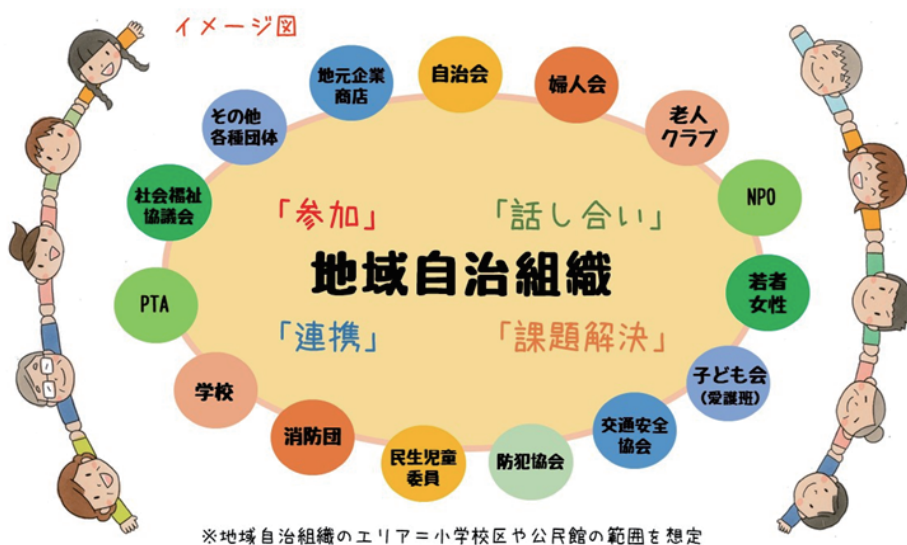 イメージ図
自治会
婦人会
老人
クラブ
NPO
若者
女性
子ども会
(愛護班)
交通安全
協会
防犯協会
民生児童
委員
消防団
学校
PTA
社会福祉
協議会
その他
各種団体
地元企業
商店
「参加」
「話し合い」
地域自治組織
「連携」
「課題解決」
※地域自治組織のエリア=小学校区や公民館の範囲を想定